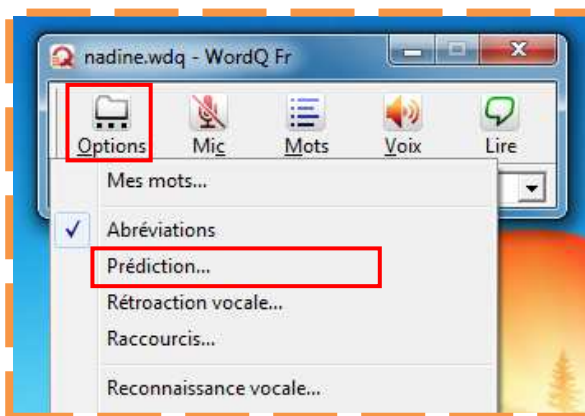 nadine.wdq - WordQ Fr
Options Mic Mots Voix Lire
Mes mots...
Abréviations
Prédiction...
Rétroaction vocale...
Raccourcis...
Reconnaissance vocale...